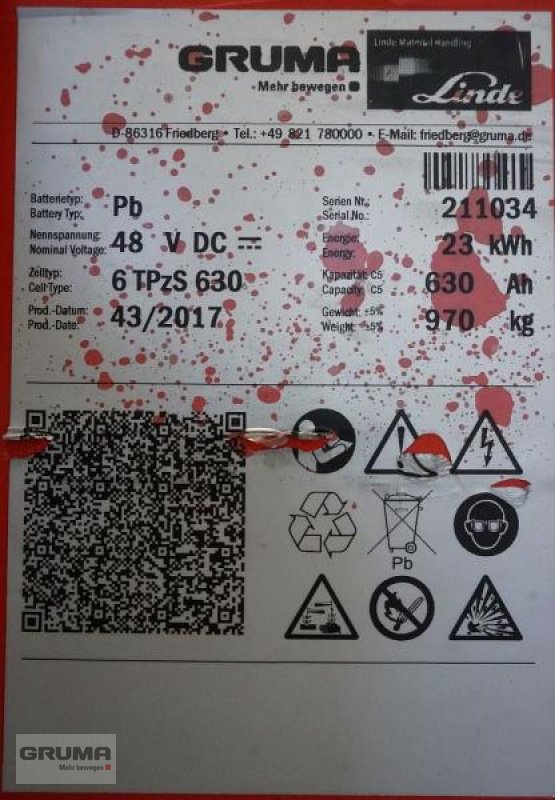 GRUMA
Mehr bewegen
Linde Material Handling
Linde
D-86316 Friedberg • Tel.: +49 821 780000 • E-Mail: friedberg@gruma.de
Batterietyp:
Battery Typ:
Pb
Serien Nr.:
Serial No.:
211034
Nennspannung:
Nominal Voltage:
48 V DC
Energie:
Energy:
23 kWh
Zelltyp:
Cell Type:
6 TPzS 630
Kapazität C5
Capacity C5
630 Ah
Prod.-Datum:
Prod.-Date:
43/2017
Gewicht ±5%
Weight ±5%
970 kg
Pb
GRUMA
Mehr bewegen